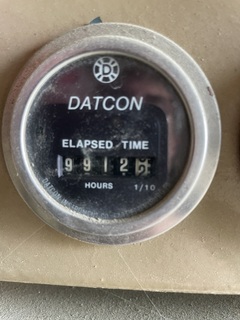 D
DATCON
ELAPSED TIME
9912
HOURS 1/10